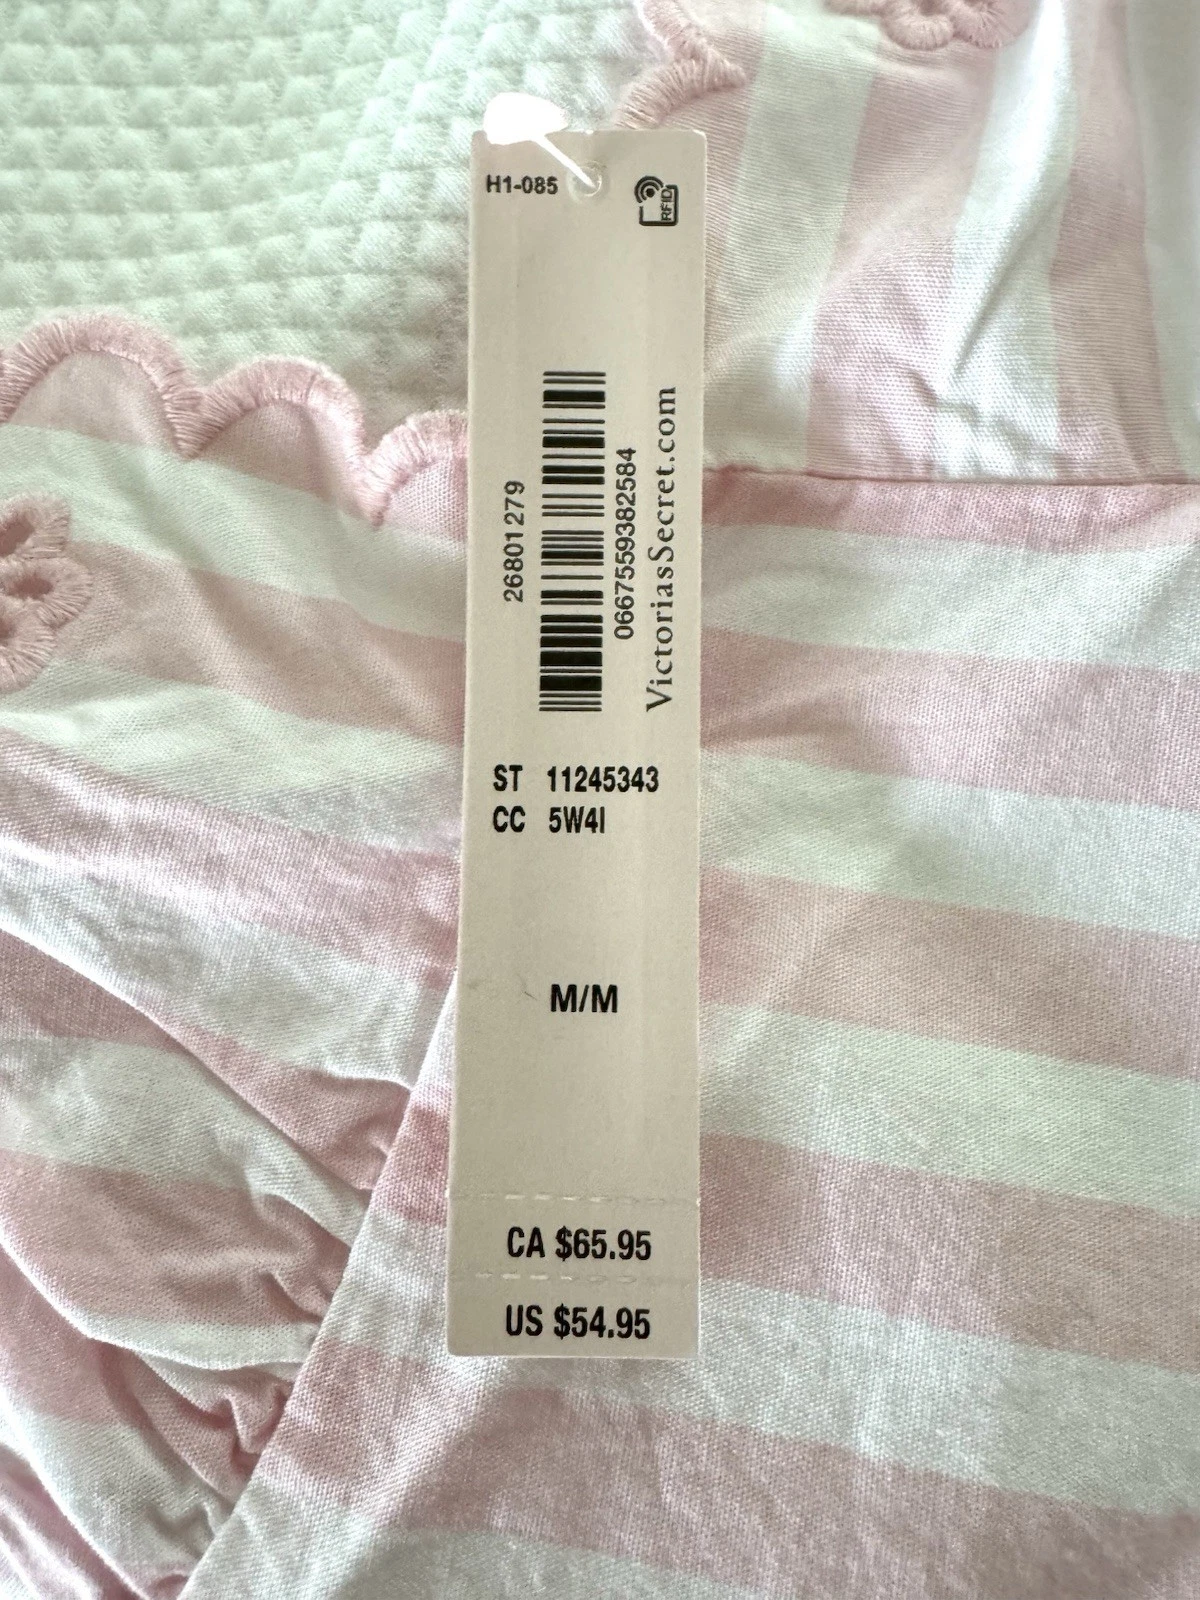 H1-085
RFID
26801279
0667559382584
VictoriasSecret.com
ST 11245343
CC 5W4I
M/M
CA $65.95
US $54.95